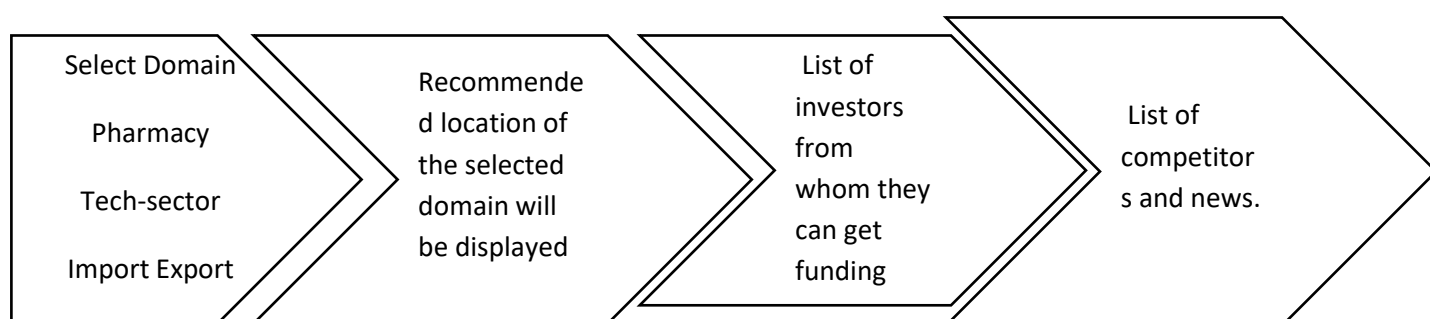 Select Domain
Pharmacy
Tech-sector
Import Export
Recommende
d location of
the selected
domain will
be displayed
List of
investors
from
whom they
can get
funding
List of
competitor
s and news.